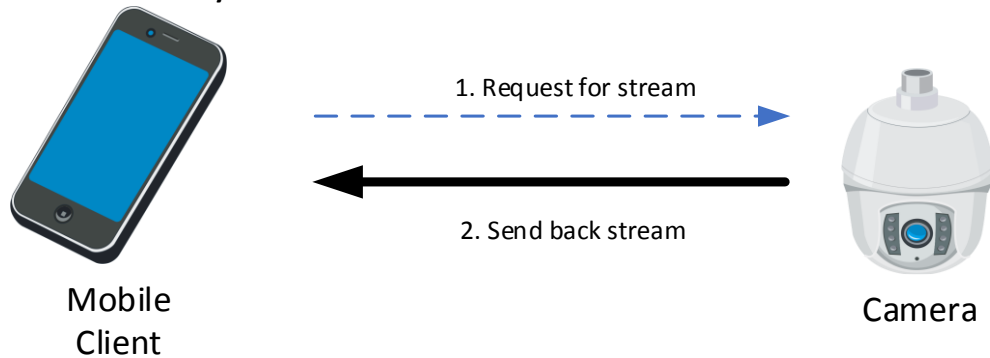 1. Request for stream
2. Send back stream
Mobile
Client
Camera